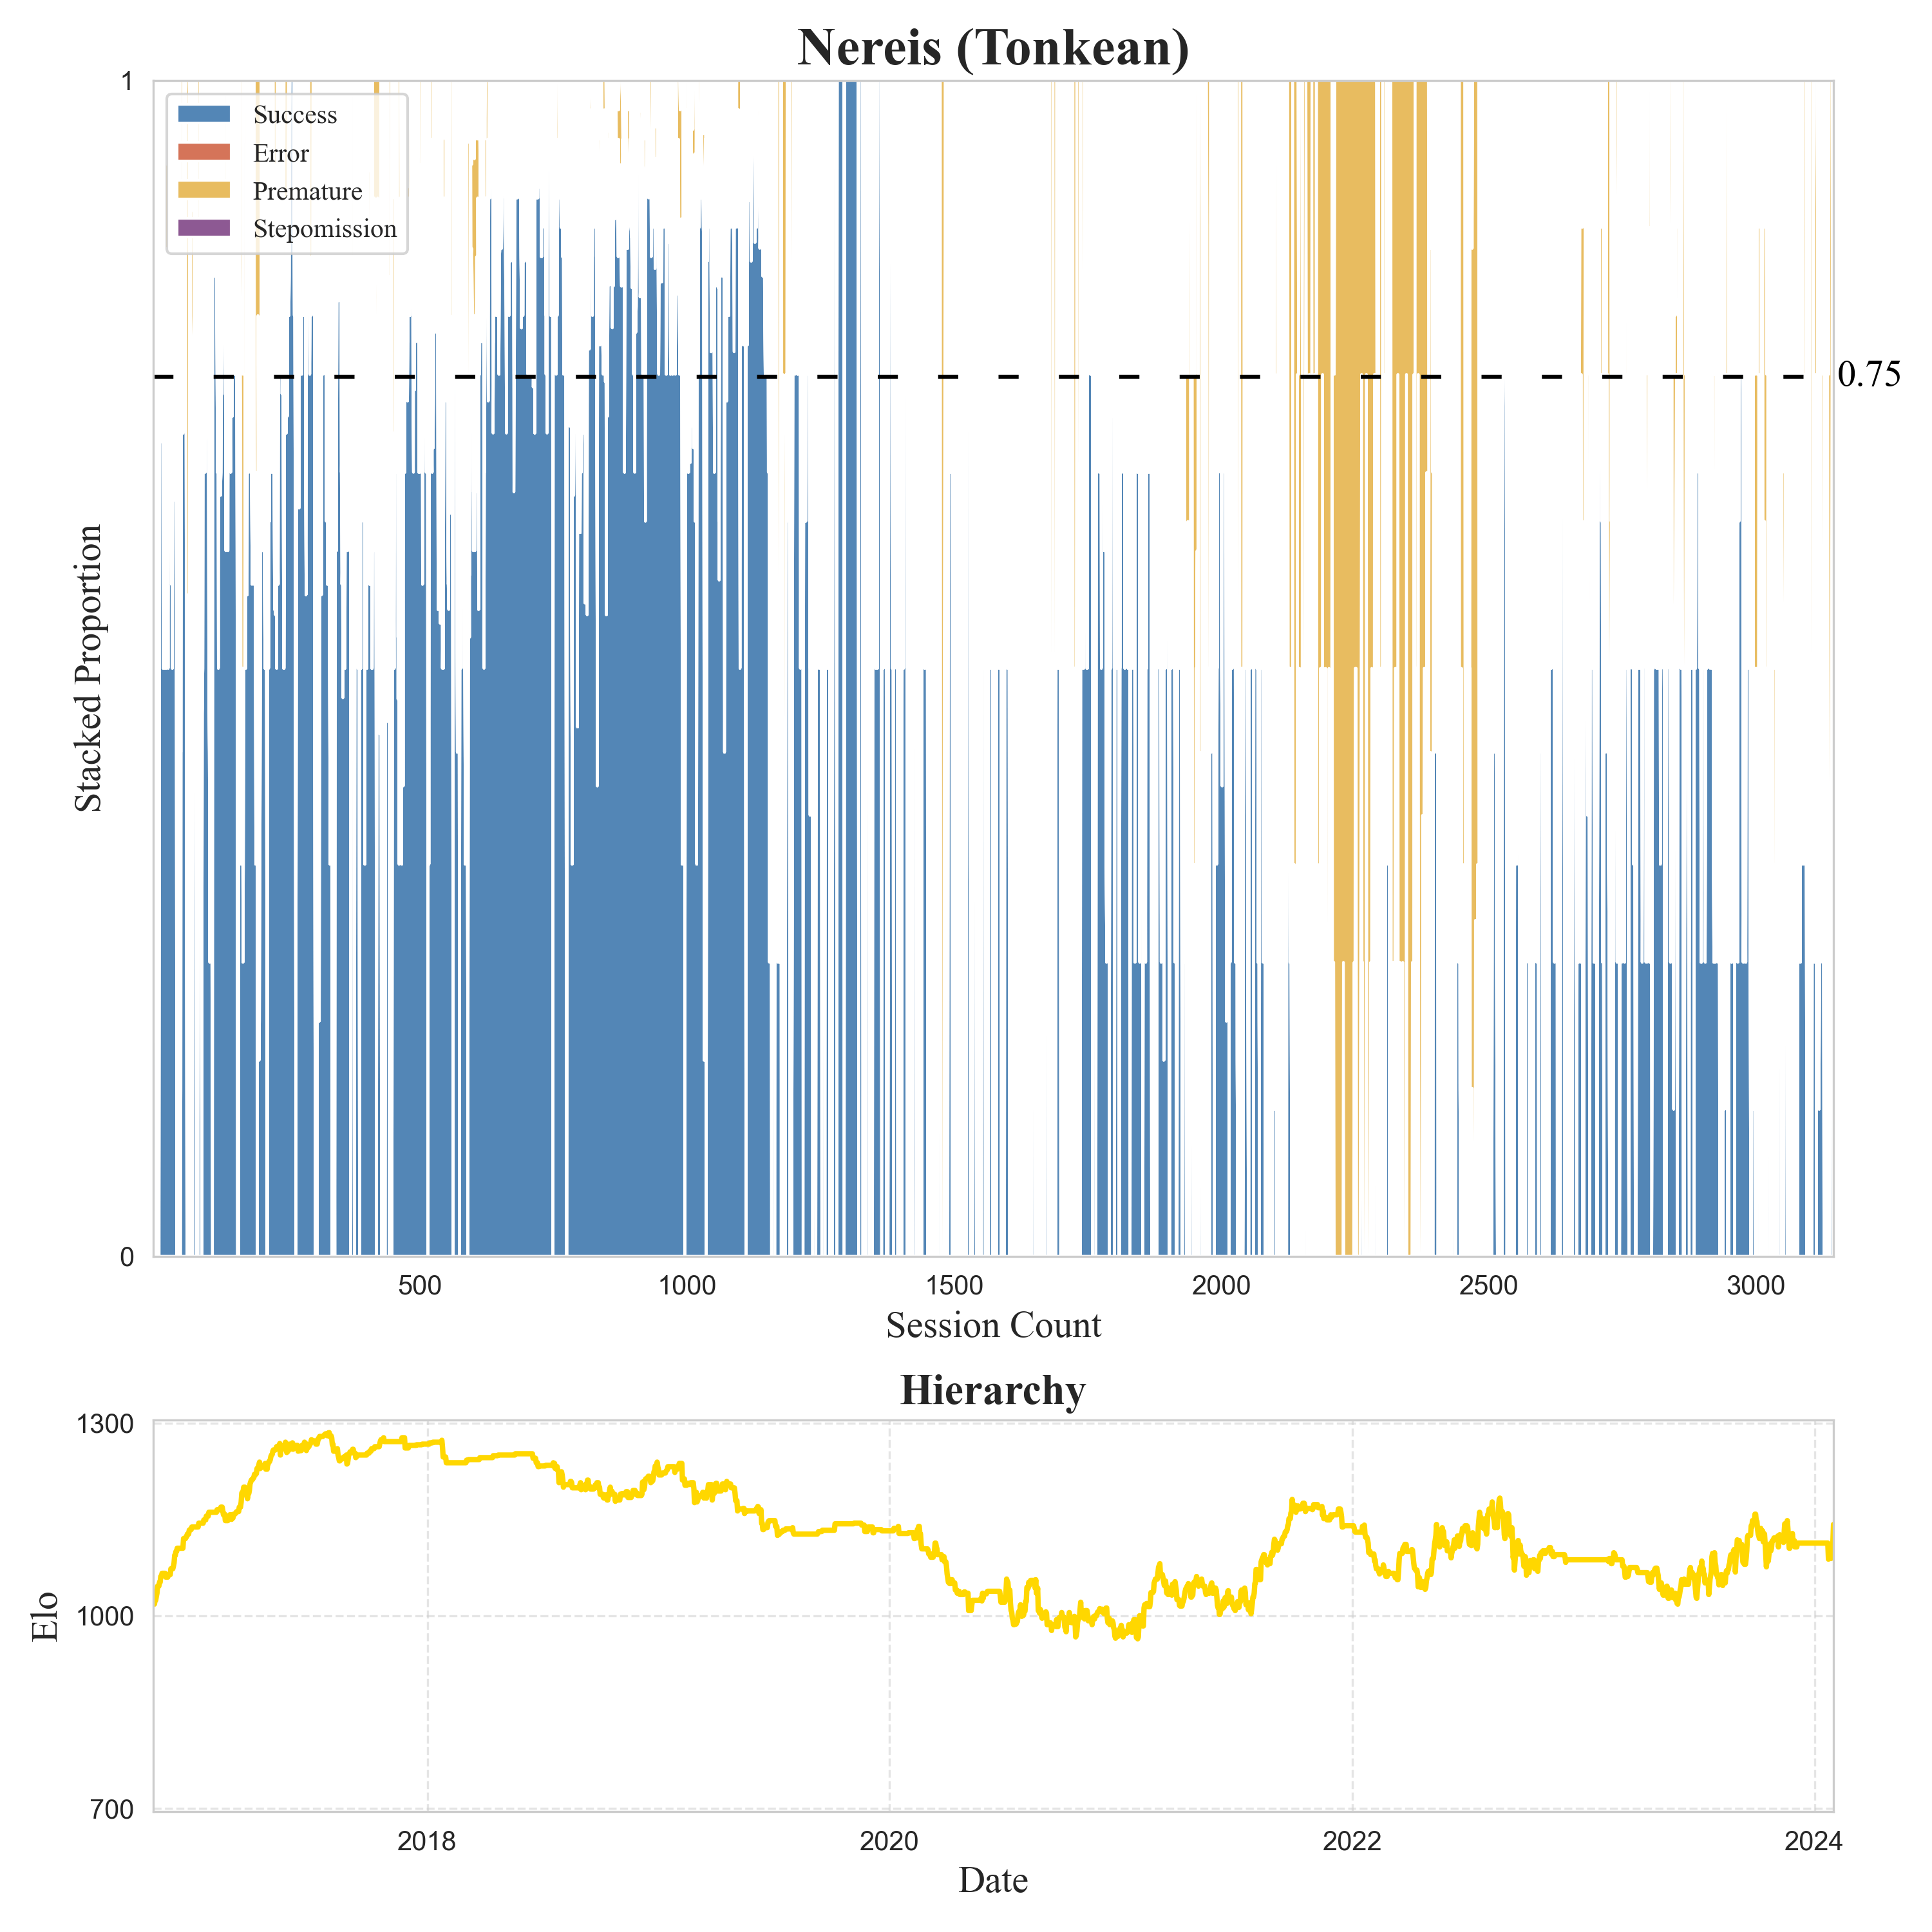 Nereis (Tonkean)
1
Success
Error
Premature
Stepomission
0.75
Stacked Proportion
0
500 1000 1500 2000 2500 3000
Session Count
Hierarchy
1300
1000
700
Elo
2018 2020 2022 2024
Date